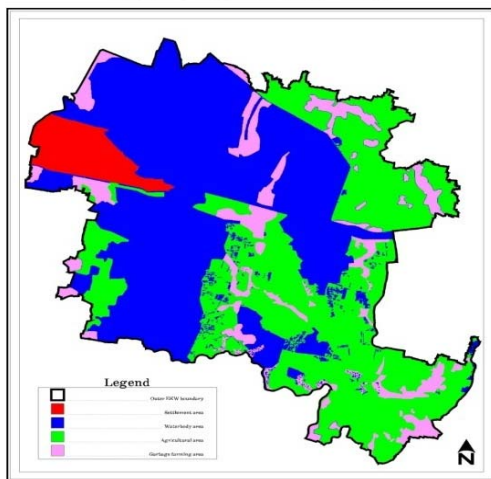 Legend
Outer EKW boundary
Settlement area
Waterbody area
Agricultural area
Garbage farming area
N